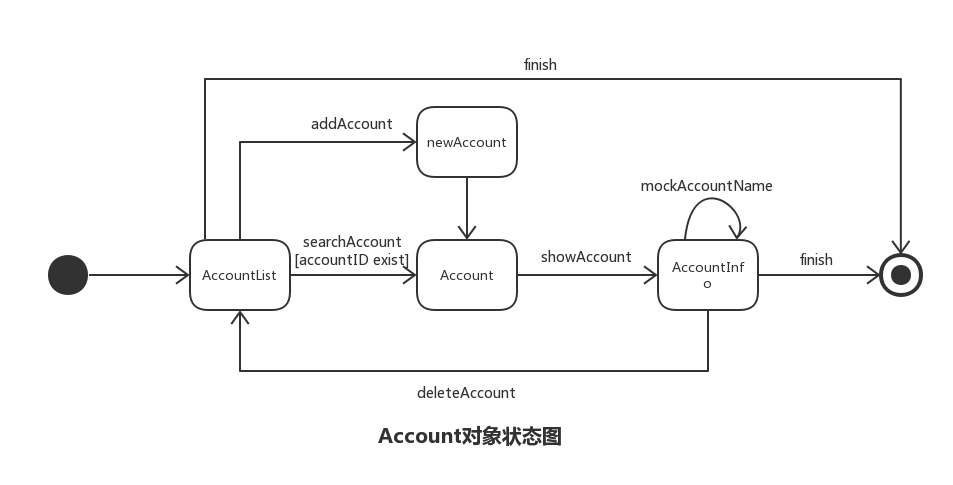 finish
addAccount
newAccount
mockAccountName
searchAccount
[accountID exist]
AccountList
Account
showAccount
AccountInf
o
finish
deleteAccount
Account对象状态图